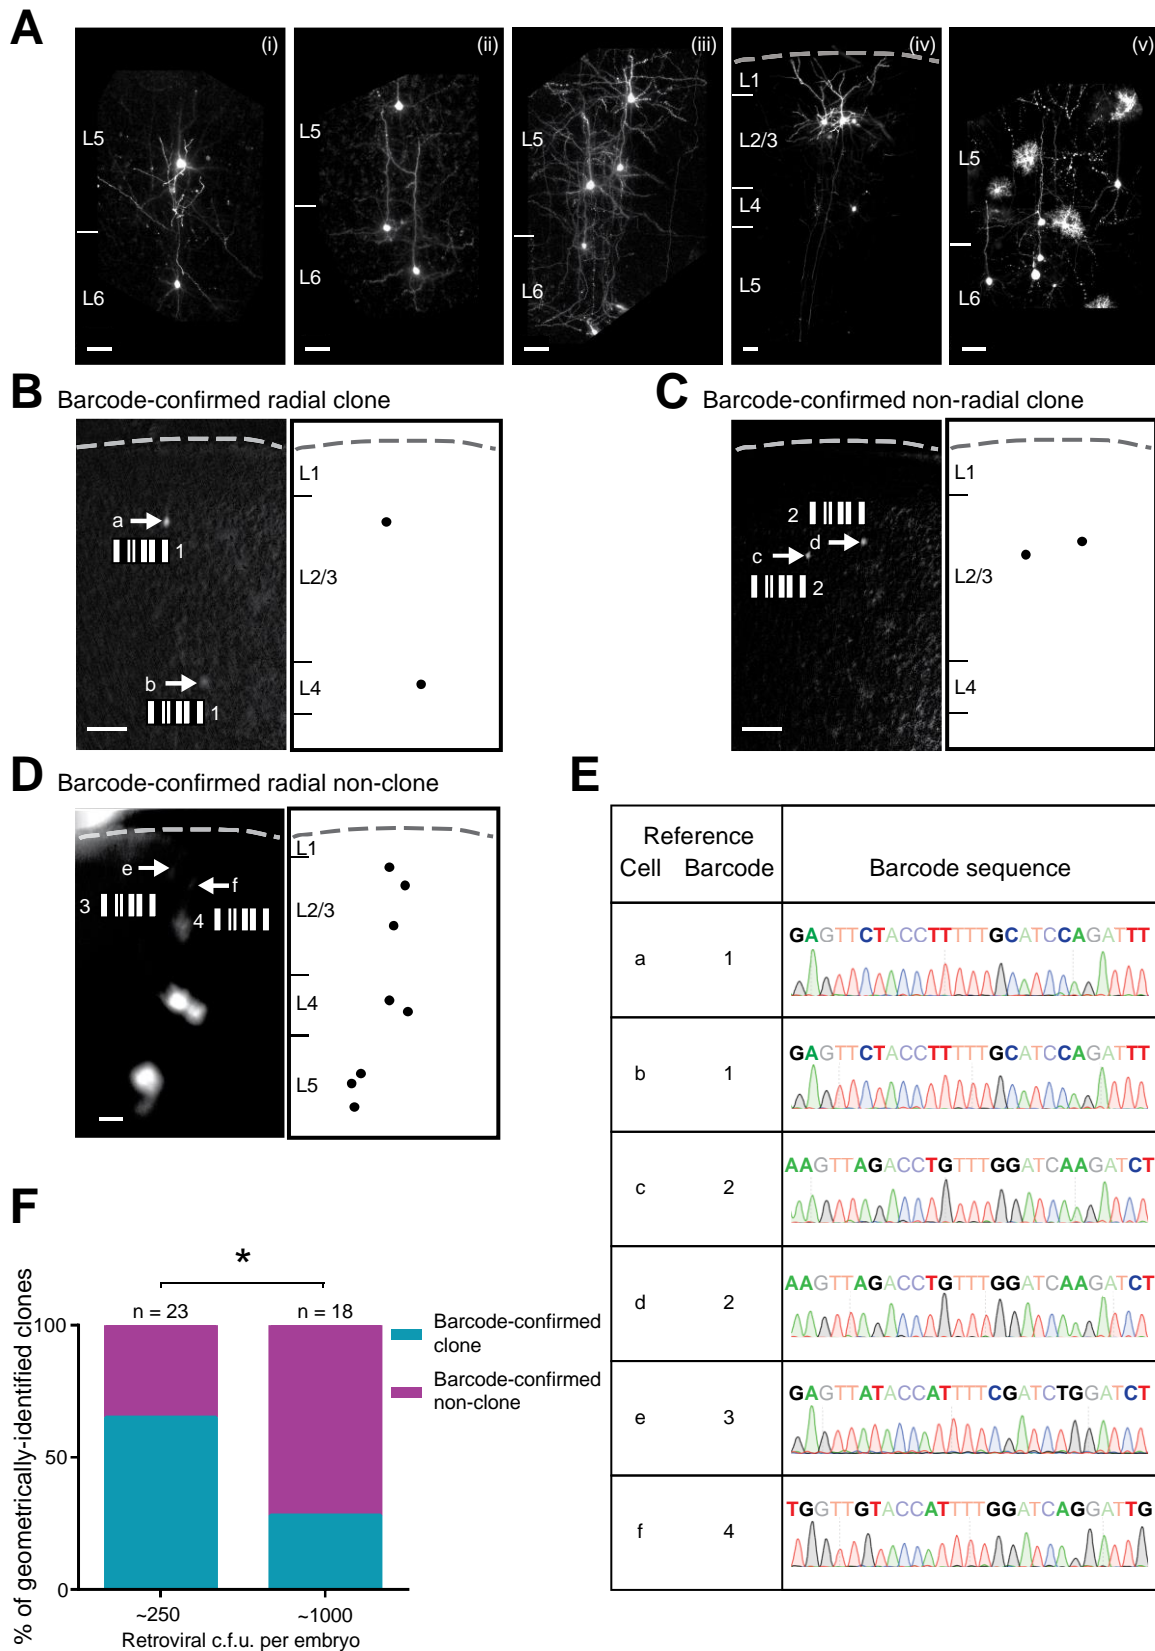 A
(i)
(ii)
(iii)
(iv)
(v)
L5
L6
L5
L6
L5
L6
L1
L2/3
L4
L5
L5
L6
B Barcode-confirmed radial clone
a
1
b
1
L1
L2/3
L4
C Barcode-confirmed non-radial clone
2
d
c
2
L1
L2/3
L4
D Barcode-confirmed radial non-clone
e
f
3
4
L1
L2/3
L4
L5
E
Reference
Cell Barcode Barcode sequence
a 1 GAGTTCTACCTTTTTGCATCCAGATTT
b 1 GAGTTCTACCTTTTTGCATCCAGATTT
c 2 AAGTTAGACCTGTTTGGATCAAGATCT
d 2 AAGTTAGACCTGTTTGGATCAAGATCT
e 3 GAGTTATACCATTTTCGATCTGGATCT
f 4 TGGTTGTACCATTTTGGATCAGGATTG
F
% of geometrically-identified clones
*
n = 23
n = 18
100
50
0
~250
~1000
Retroviral c.f.u. per embryo
Barcode-confirmed
clone
Barcode-confirmed
non-clone